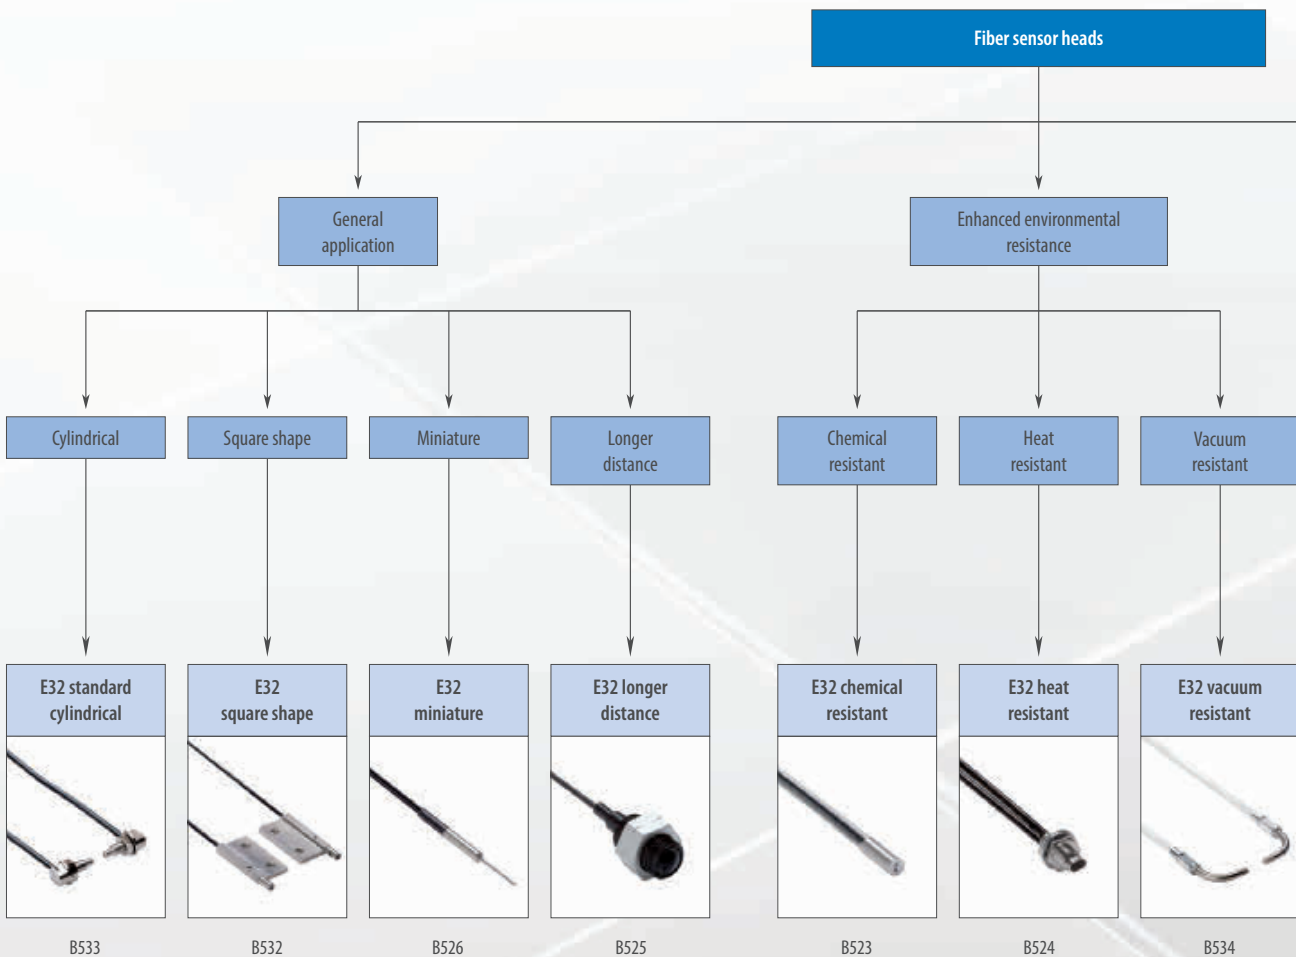 Fiber sensor heads
General
application
Enhanced environmental
resistance
Cylindrical
Square shape
Miniature
Longer
distance
Chemical
resistant
Heat
resistant
Vacuum
resistant
E32 standard
cylindrical
E32
square shape
E32
miniature
E32 longer
distance
E32 chemical
resistant
E32 heat
resistant
E32 vacuum
resistant
B533
B532
B526
B525
B523
B524
B534